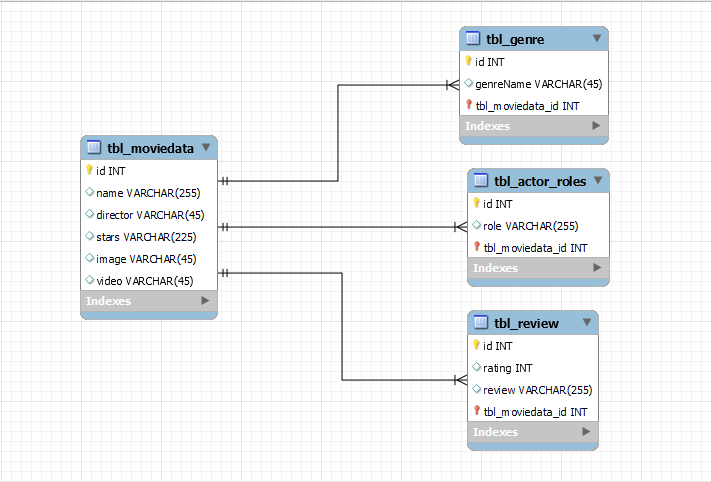 tbl_moviedata
id INT
name VARCHAR(255)
director VARCHAR(45)
stars VARCHAR(225)
image VARCHAR(45)
video VARCHAR(45)
Indexes
tbl_genre
id INT
genreName VARCHAR(45)
tbl_moviedata_id INT
Indexes
tbl_actor_roles
id INT
role VARCHAR(255)
tbl_moviedata_id INT
Indexes
tbl_review
id INT
rating INT
review VARCHAR(255)
tbl_moviedata_id INT
Indexes